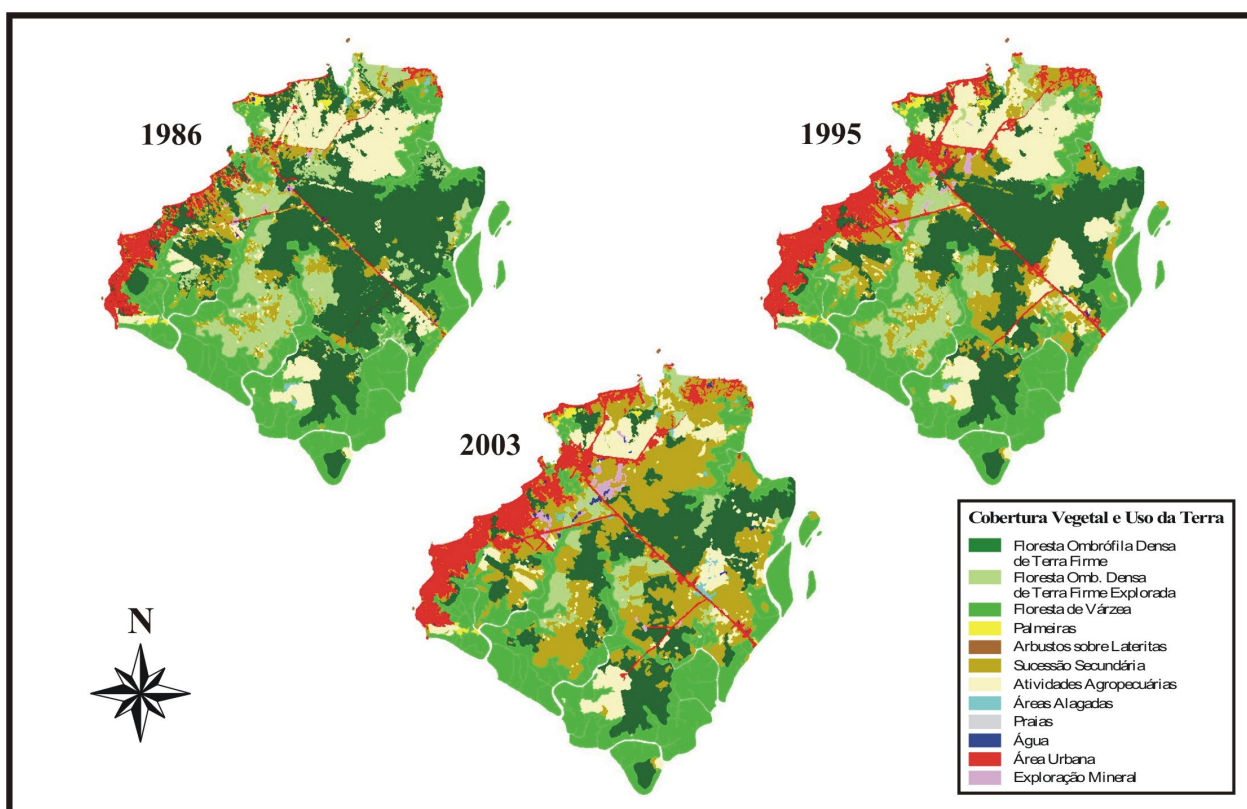 1986
1995
2003
N
Cobertura Vegetal e Uso da Terra
Floresta Ombrófila Densa
de Terra Firme
Floresta Omb. Densa
de Terra Firme Explorada
Floresta de Várzea
Palmeiras
Arbustos sobre Lateritas
Sucessão Secundária
Atividades Agropecuárias
Áreas Alagadas
Praias
Água
Área Urbana
Exploração Mineral